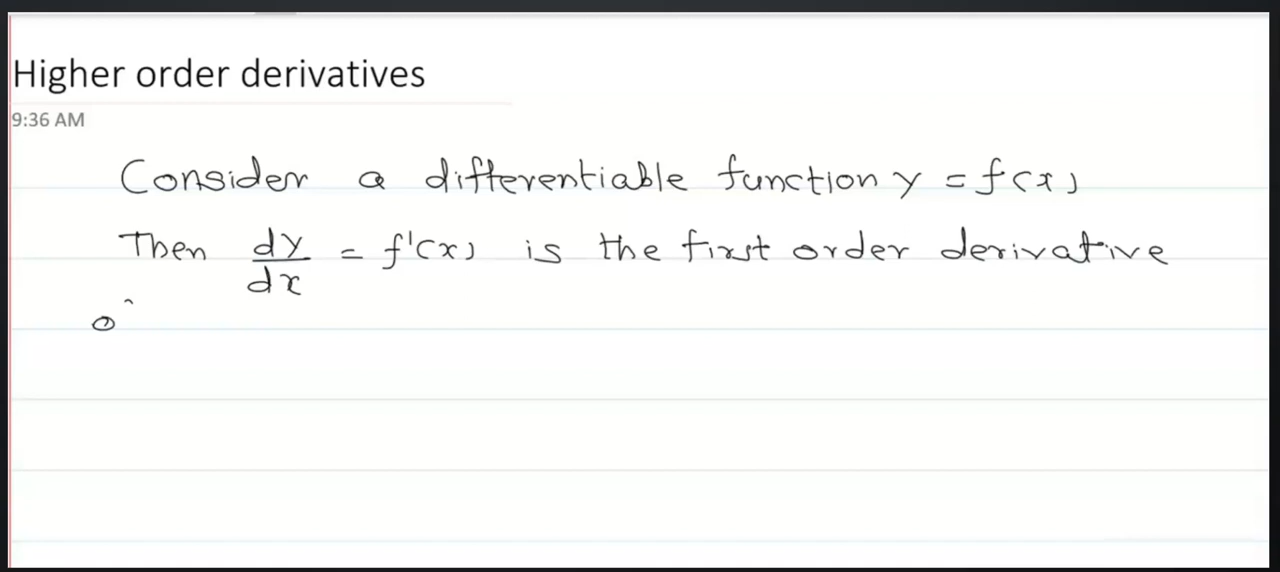 Higher order derivatives
9:36 AM
Consider a differentiable function y = f(x)
Then dy/dx = f'(x) is the first order derivative